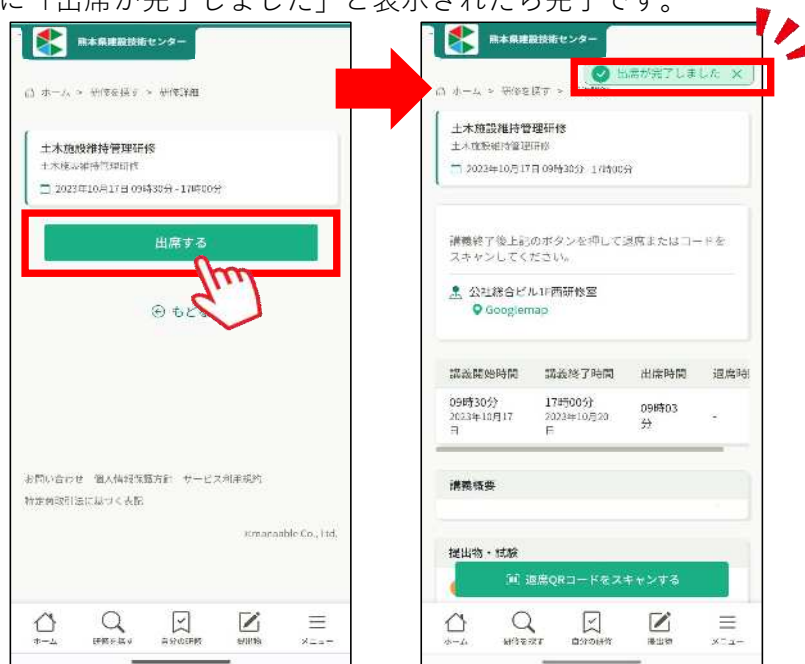 に「出席が完了しました」と表示されたら完了です。
熊本県建設技術センター
ホーム > 研修を探す > 研修詳細
土木施設維持管理研修
土木施設維持管理研修
2023年10月17日 09時30分 - 17時00分
出席する
もどる
お問い合わせ 個人情報保護方針 サービス利用規約
特定商取引法に基づく表記
©manaable Co., Ltd.
ホーム 研修を探す 自分の研修 提出物 メニュー
熊本県建設技術センター
出席が完了しました ×
ホーム > 研修を探す >
土木施設維持管理研修
土木施設維持管理研修
2023年10月17日 09時30分 - 17時00分
講義終了後上記のボタンを押して退席またはコードを
スキャンしてください。
公社総合ビル1F西研修室
Googlemap
講義開始時間 講義終了時間 出席時間 退席時
09時30分 17時00分 09時03
2023年10月17 2023年10月20 分 -
日 日
講義概要
提出物・試験
退席QRコードをスキャンする
ホーム 研修を探す 自分の研修 提出物 メニュー